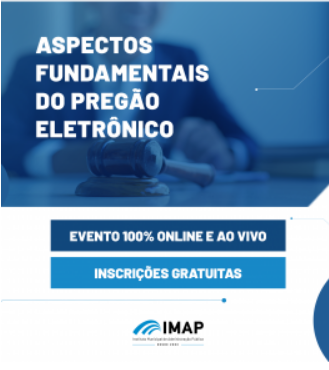 ASPECTOS
FUNDAMENTAIS
DO PREGÃO
ELETRÔNICO
EVENTO 100% ONLINE E AO VIVO
INSCRIÇÕES GRATUITAS
IMAP